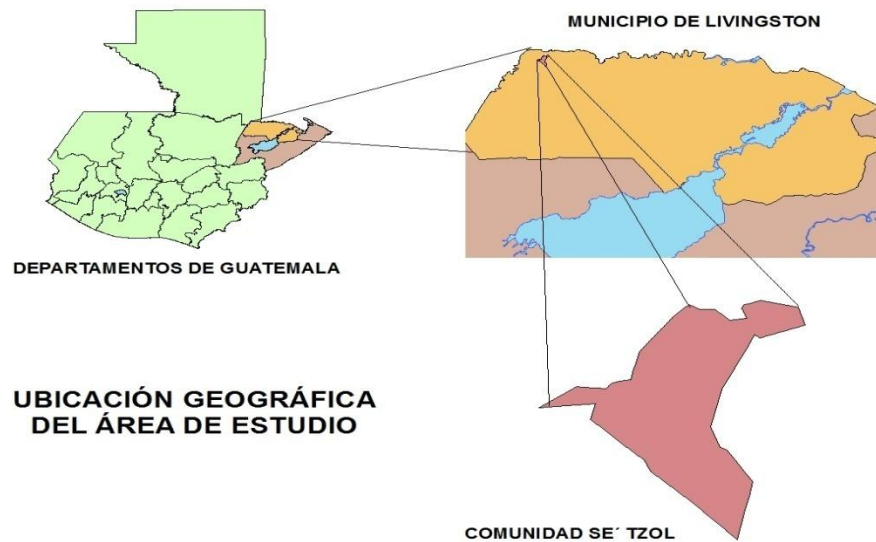 MUNICIPIO DE LIVINGSTON
DEPARTAMENTOS DE GUATEMALA
UBICACIÓN GEOGRÁFICA
DEL ÁREA DE ESTUDIO
COMUNIDAD SE´ TZOL